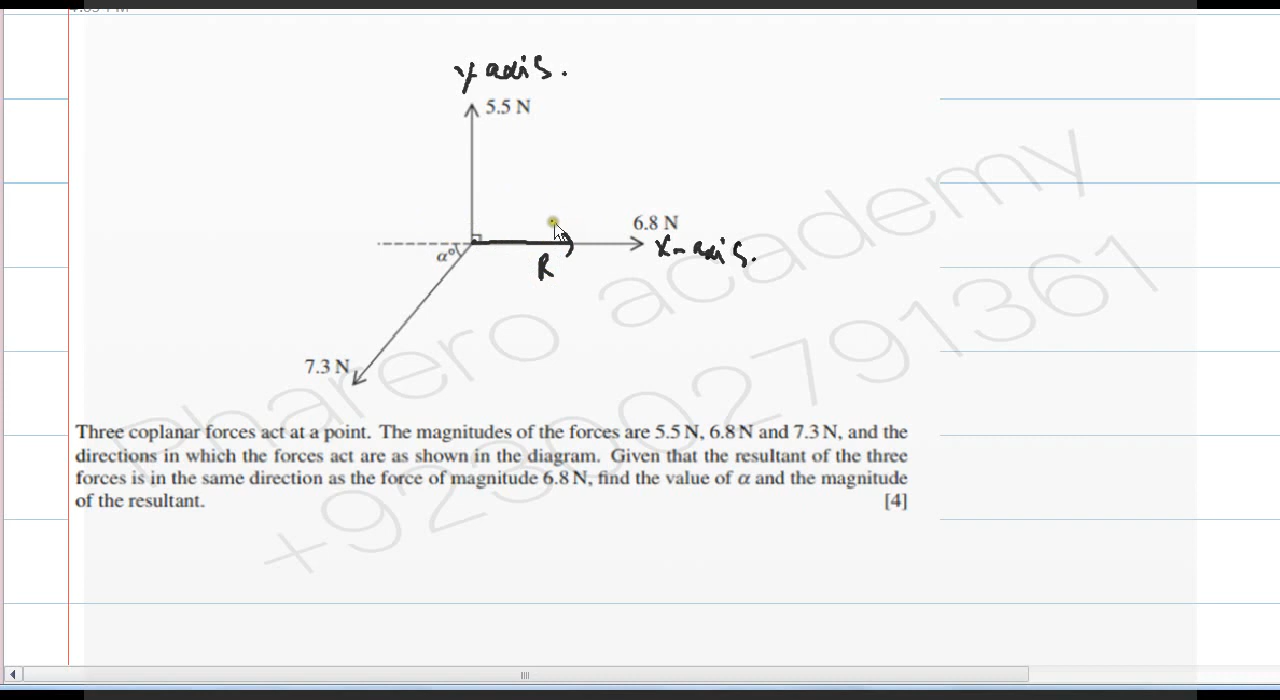 y axis.
5.5 N
6.8 N
X-axis.
α°
R
7.3 N
Three coplanar forces act at a point. The magnitudes of the forces are 5.5 N, 6.8 N and 7.3 N, and the
directions in which the forces act are as shown in the diagram. Given that the resultant of the three
forces is in the same direction as the force of magnitude 6.8 N, find the value of α and the magnitude
of the resultant. [4]
Pharero academy
+923002791361